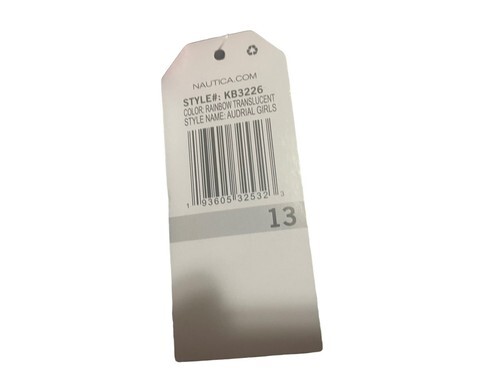 NAUTICA.COM
STYLE#: KB3226
COLOR: RAINBOW TRANSLUCENT
STYLE NAME: AUDRIAL GIRLS
1 93605 32532 3
13